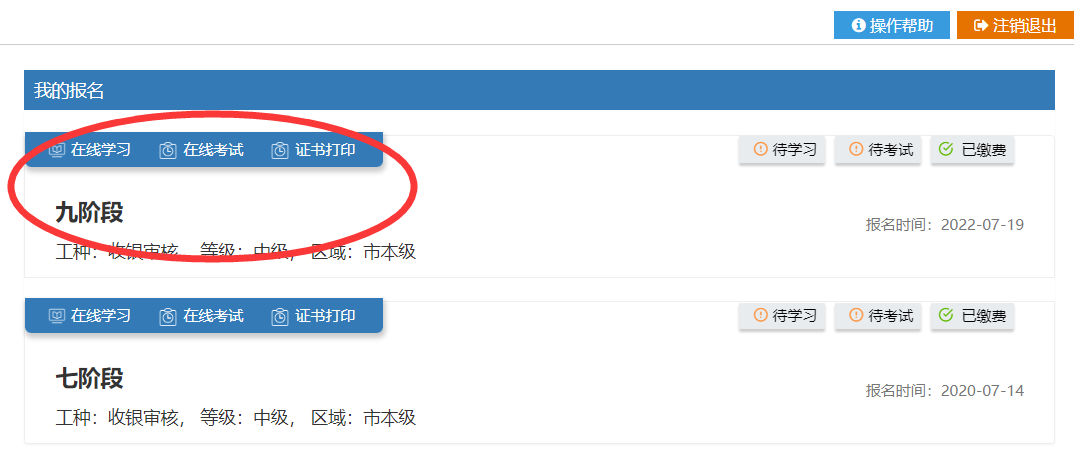 操作帮助 注销退出
我的报名
在线学习 在线考试 证书打印 待学习 待考试 已缴费
九阶段
报名时间：2022-07-19
工种：收银审核， 等级：中级， 区域：市本级
在线学习 在线考试 证书打印 待学习 待考试 已缴费
七阶段
报名时间：2020-07-14
工种：收银审核， 等级：中级， 区域：市本级